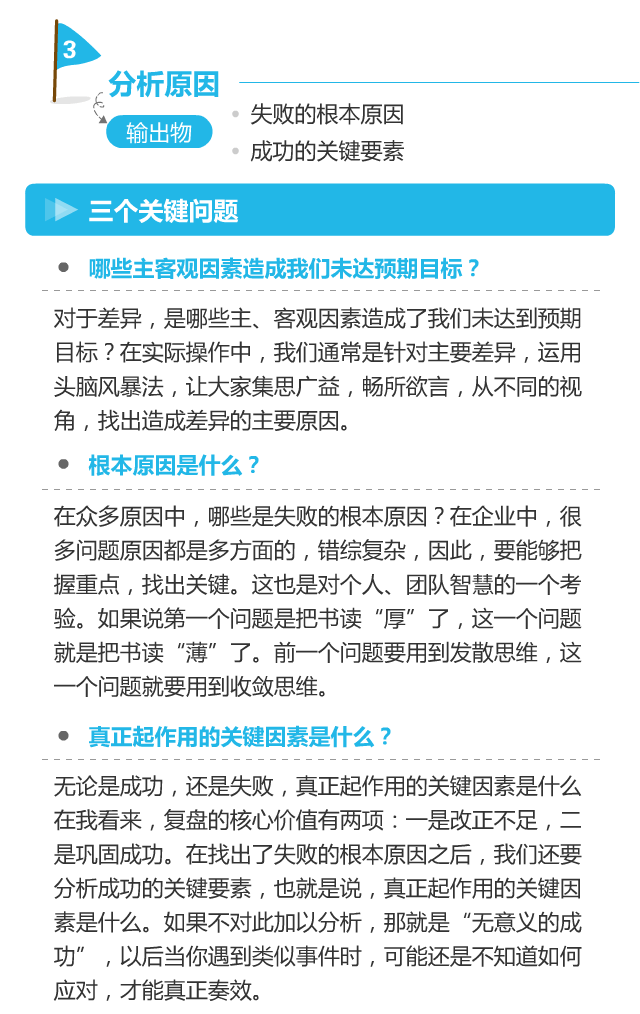 3
分析原因
输出物
失败的根本原因
成功的关键要素
三个关键问题
哪些主客观因素造成我们未达预期目标？
对于差异，是哪些主、客观因素造成了我们未达到预期
目标？在实际操作中，我们通常是针对主要差异，运用
头脑风暴法，让大家集思广益，畅所欲言，从不同的视
角，找出造成差异的主要原因。
根本原因是什么？
在众多原因中，哪些是失败的根本原因？在企业中，很
多问题原因都是多方面的，错综复杂，因此，要能够把
握重点，找出关键。这也是对个人、团队智慧的一个考
验。如果说第一个问题是把书读“厚”了，这一个问题
就是把书读“薄”了。前一个问题要用到发散思维，这
一个问题就要用到收敛思维。
真正起作用的关键因素是什么？
无论是成功，还是失败，真正起作用的关键因素是什么
在我看来，复盘的核心价值有两项：一是改正不足，二
是巩固成功。在找出了失败的根本原因之后，我们还要
分析成功的关键要素，也就是说，真正起作用的关键因
素是什么。如果不对此加以分析，那就是“无意义的成
功”，以后当你遇到类似事件时，可能还是不知道如何
应对，才能真正奏效。